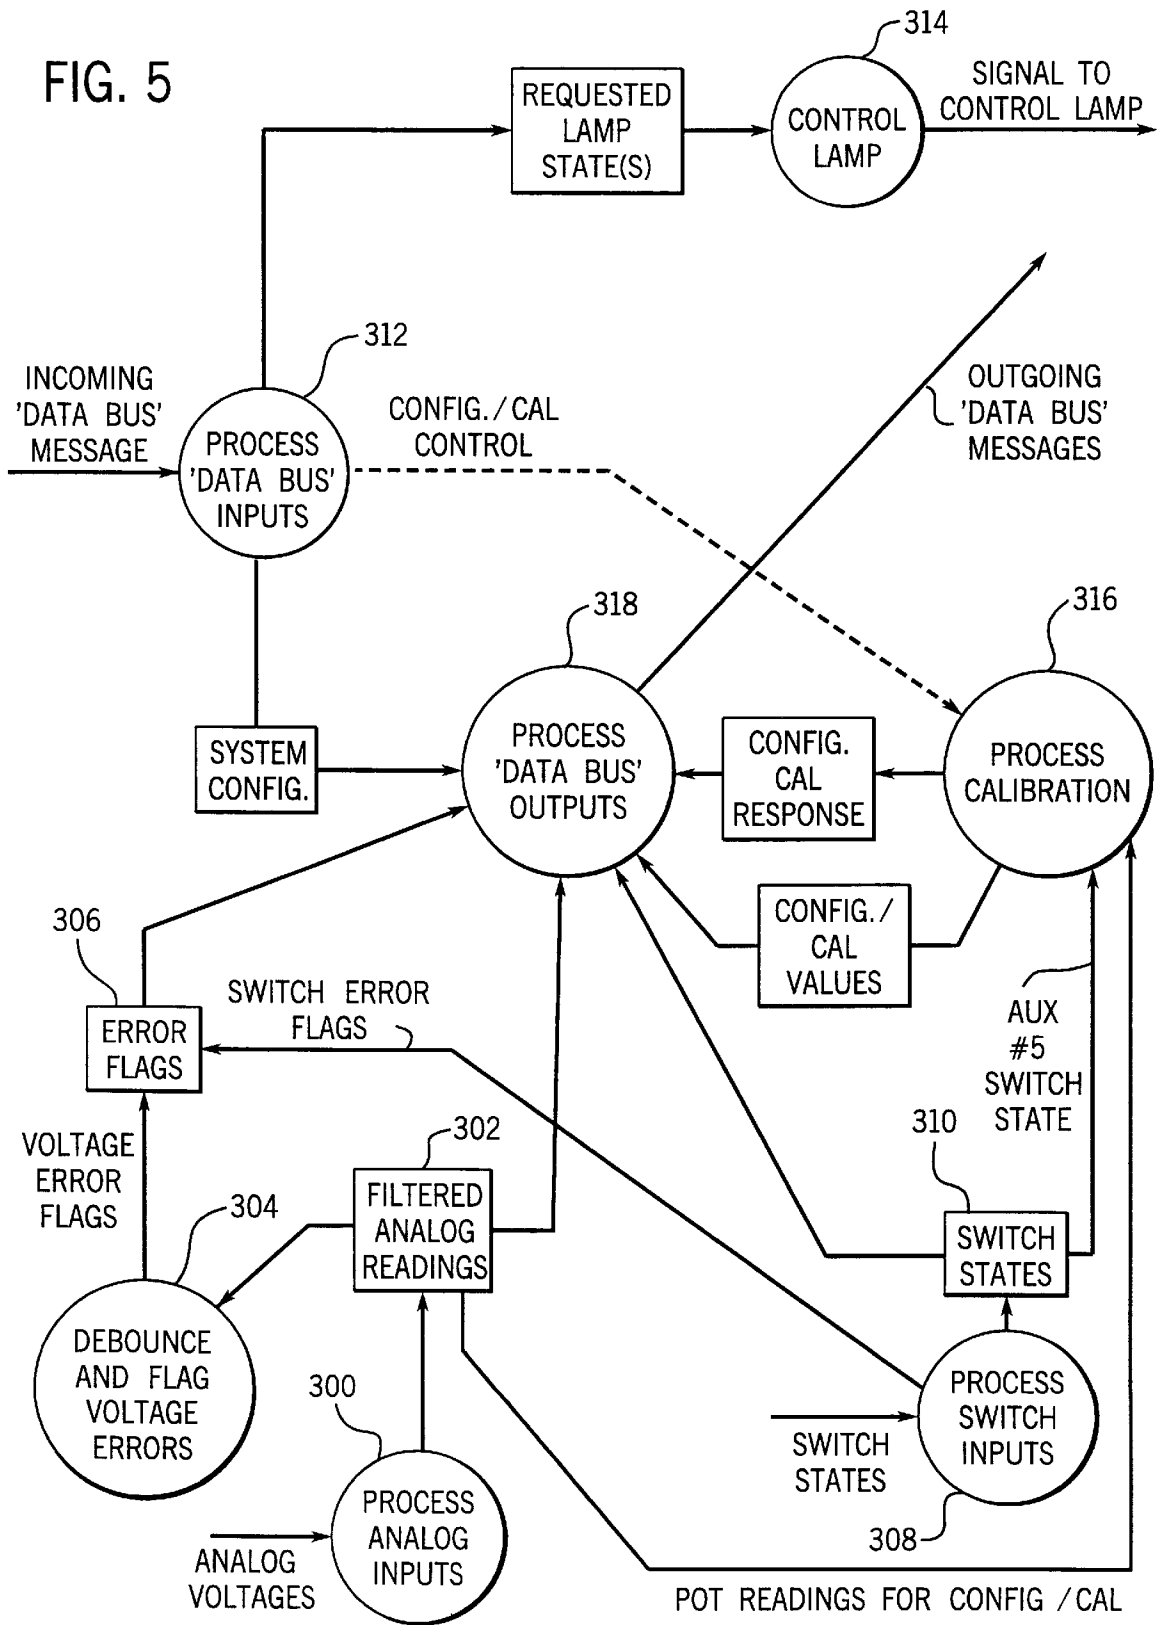 FIG. 5
314
REQUESTED
LAMP
STATE(S)
CONTROL
LAMP
SIGNAL TO
CONTROL LAMP
312
INCOMING
'DATA BUS'
MESSAGE
PROCESS
'DATA BUS'
INPUTS
CONFIG./CAL
CONTROL
OUTGOING
'DATA BUS'
MESSAGES
318
316
SYSTEM
CONFIG.
PROCESS
'DATA BUS'
OUTPUTS
CONFIG.
CAL
RESPONSE
PROCESS
CALIBRATION
306
CONFIG./
CAL
VALUES
SWITCH ERROR
FLAGS
ERROR
FLAGS
AUX
#5
SWITCH
STATE
VOLTAGE
ERROR
FLAGS
302
310
304
FILTERED
ANALOG
READINGS
SWITCH
STATES
DEBOUNCE
AND FLAG
VOLTAGE
ERRORS
300
PROCESS
SWITCH
INPUTS
SWITCH
STATES
308
PROCESS
ANALOG
INPUTS
ANALOG
VOLTAGES
POT READINGS FOR CONFIG /CAL